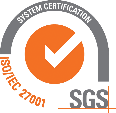 SYSTEM CERTIFICATION
ISO/IEC 27001
SGS